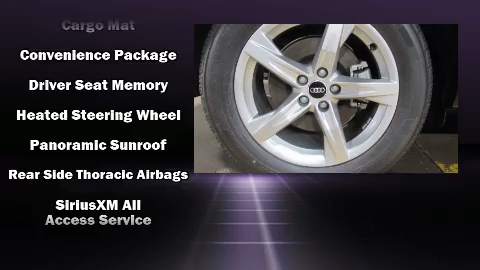 Cargo Mat
Convenience Package
Driver Seat Memory
Heated Steering Wheel
Panoramic Sunroof
Rear Side Thoracic Airbags
SiriusXM All
Access Service